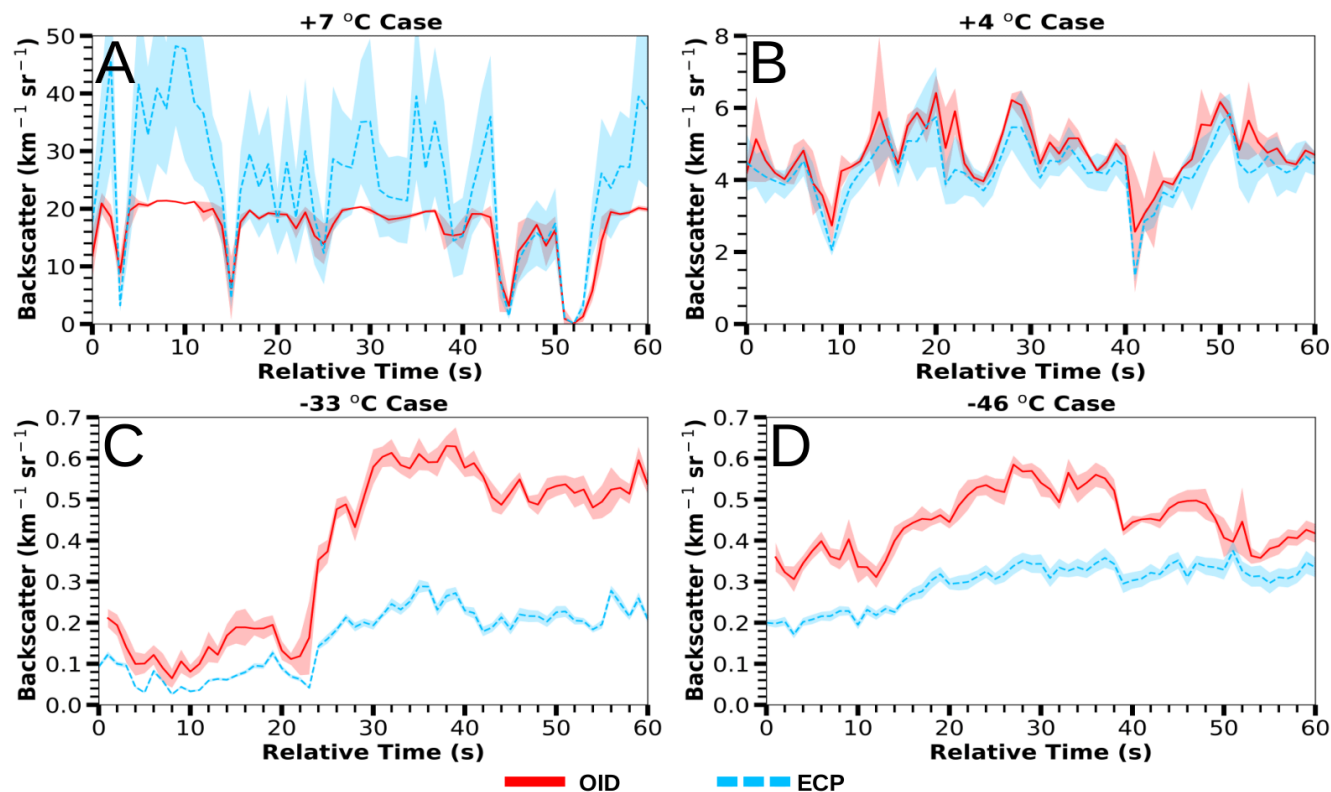 +7 °C Case
A
Backscatter (km⁻¹ sr⁻¹)
50
40
30
20
10
0
0 10 20 30 40 50 60
Relative Time (s)
+4 °C Case
B
Backscatter (km⁻¹ sr⁻¹)
8
6
4
2
0
0 10 20 30 40 50 60
Relative Time (s)
-33 °C Case
C
Backscatter (km⁻¹ sr⁻¹)
0.7
0.6
0.5
0.4
0.3
0.2
0.1
0.0
0 10 20 30 40 50 60
Relative Time (s)
-46 °C Case
D
Backscatter (km⁻¹ sr⁻¹)
0.7
0.6
0.5
0.4
0.3
0.2
0.1
0.0
0 10 20 30 40 50 60
Relative Time (s)
OID ECP